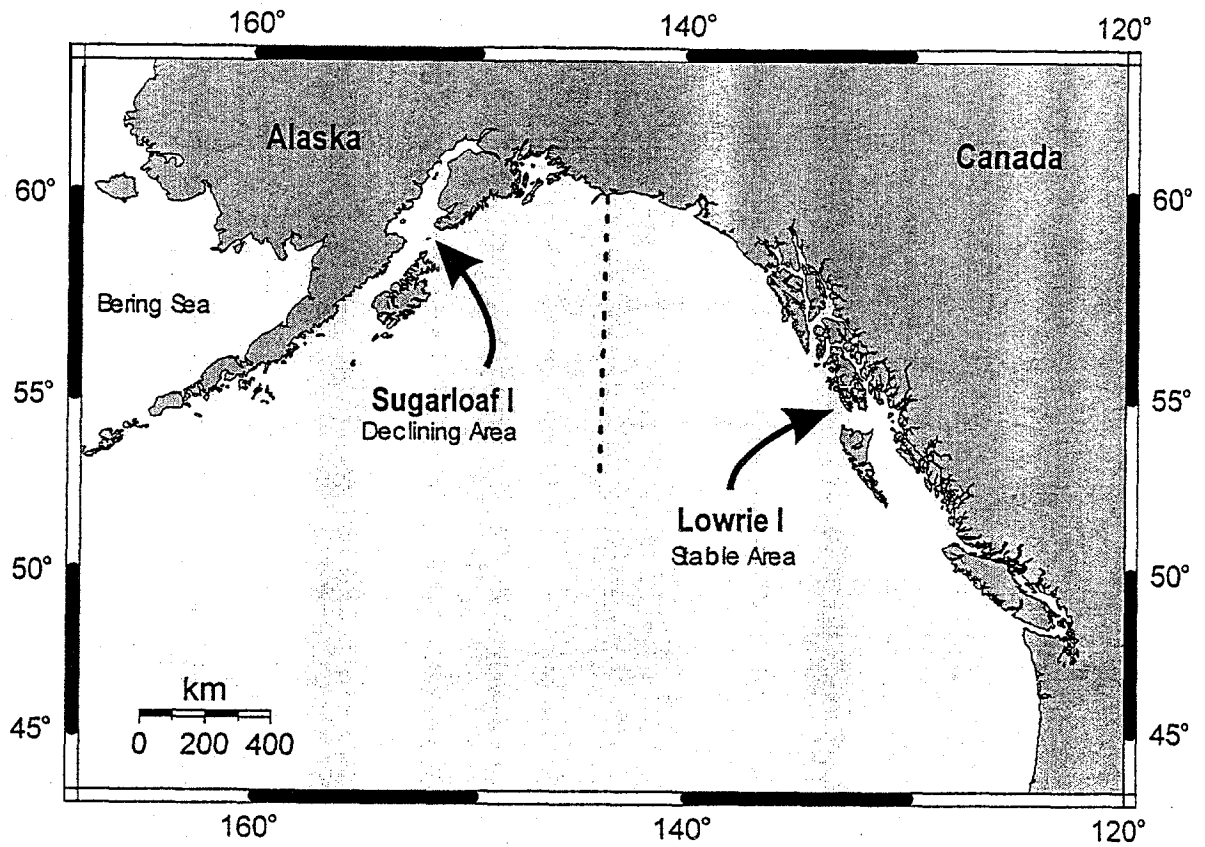 160° 140° 120°
Alaska
Canada
60° 60°
Bering Sea
55° 55°
Sugarloaf I
Declining Area
Lowrie I
Stable Area
50° 50°
km
0 200 400
45° 45°
160° 140° 120°